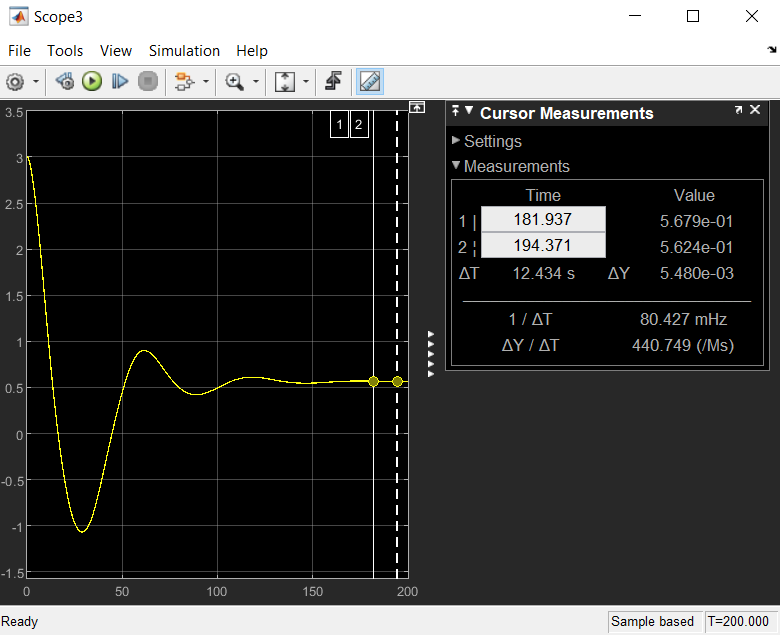 Scope3
File Tools View Simulation Help
3.5
3
2.5
2
1.5
1
0.5
0
-0.5
-1
-1.5
0 50 100 150 200
1 2
Cursor Measurements
Settings
Measurements
Time Value
1 | 181.937 5.679e-01
2 ¦ 194.371 5.624e-01
ΔT 12.434 s ΔY 5.480e-03
1 / ΔT 80.427 mHz
ΔY / ΔT 440.749 (/Ms)
Ready Sample based T=200.000